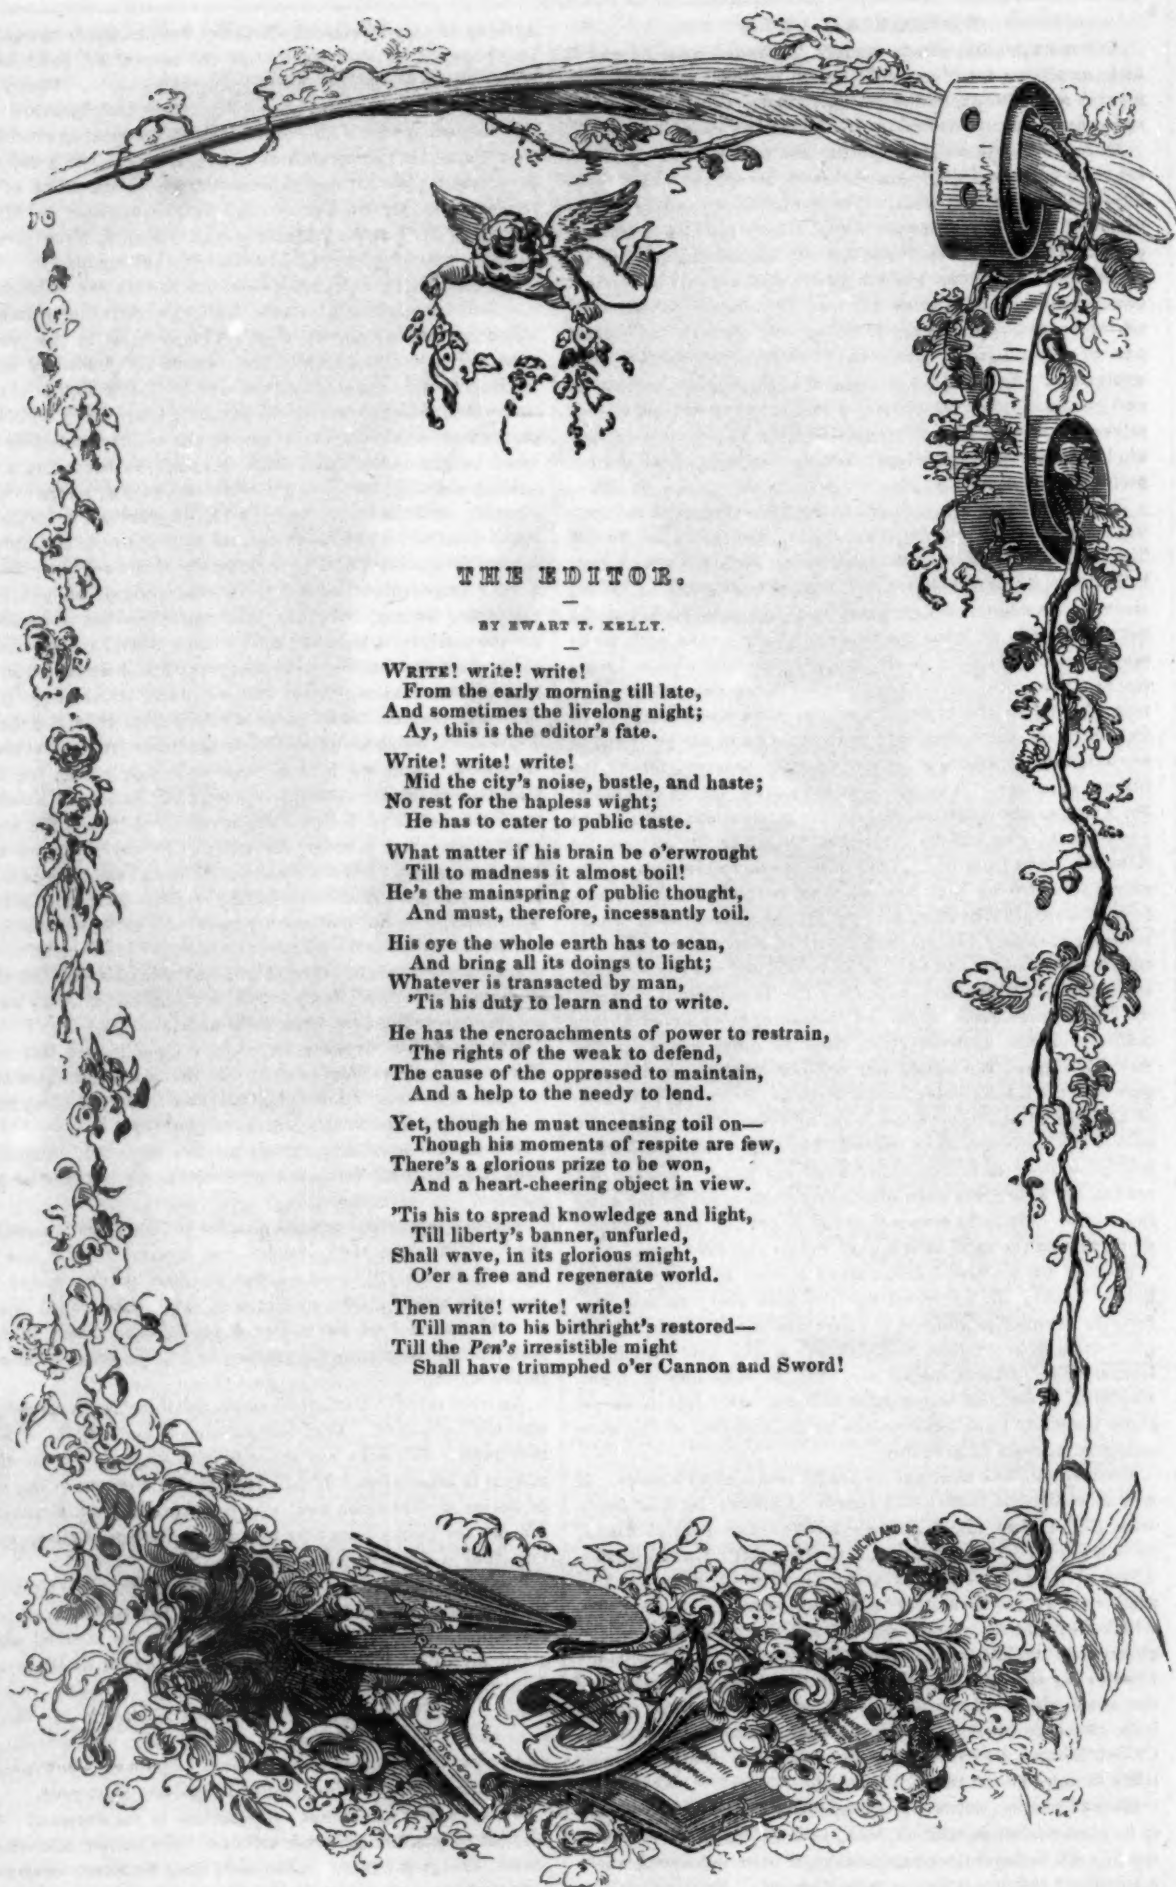 THE EDITOR.
BY EWART T. KELLY.
WRITE! write! write!
From the early morning till late,
And sometimes the livelong night;
Ay, this is the editor's fate.
Write! write! write!
Mid the city's noise, bustle, and haste;
No rest for the hapless wight;
He has to cater to public taste.
What matter if his brain be o'erwrought
Till to madness it almost boil!
He's the mainspring of public thought,
And must, therefore, incessantly toil.
His eye the whole earth has to scan,
And bring all its doings to light;
Whatever is transacted by man,
'Tis his duty to learn and to write.
He has the encroachments of power to restrain,
The rights of the weak to defend,
The cause of the oppressed to maintain,
And a help to the needy to lend.
Yet, though he must unceasing toil on—
Though his moments of respite are few,
There's a glorious prize to be won,
And a heart-cheering object in view.
'Tis his to spread knowledge and light,
Till liberty's banner, unfurled,
Shall wave, in its glorious might,
O'er a free and regenerate world.
Then write! write! write!
Till man to his birthright's restored—
Till the Pen's irresistible might
Shall have triumphed o'er Cannon and Sword!